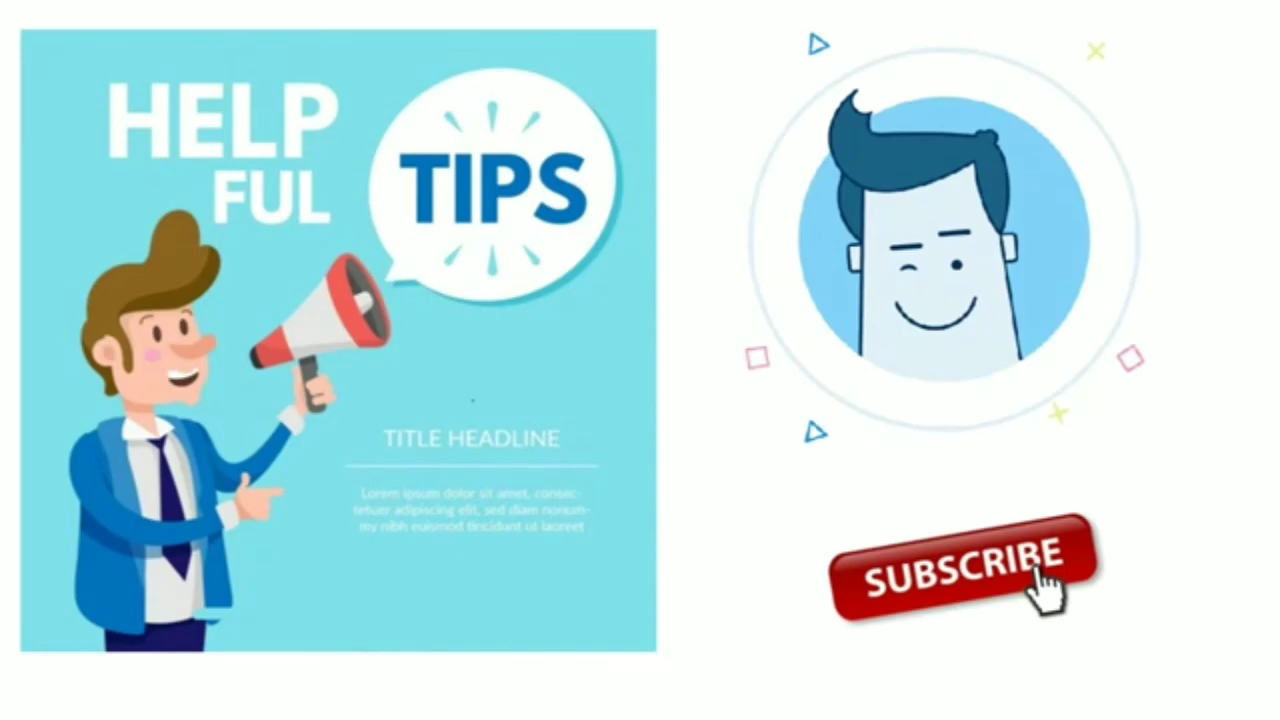 HELP
FUL
TIPS
TITLE HEADLINE
Lorem ipsum dolor sit amet, consec-
tetuer adipiscing elit, sed diam nonum-
my nibh euismod tincidunt ut laoreet
SUBSCRIBE